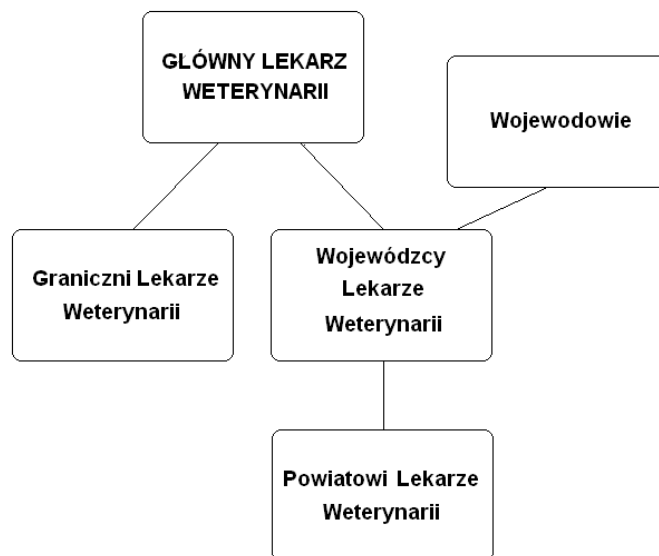 GŁÓWNY LEKARZ
WETERYNARII
Wojewodowie
Graniczni Lekarze
Weterynarii
Wojewódzcy
Lekarze
Weterynarii
Powiatowi Lekarze
Weterynarii